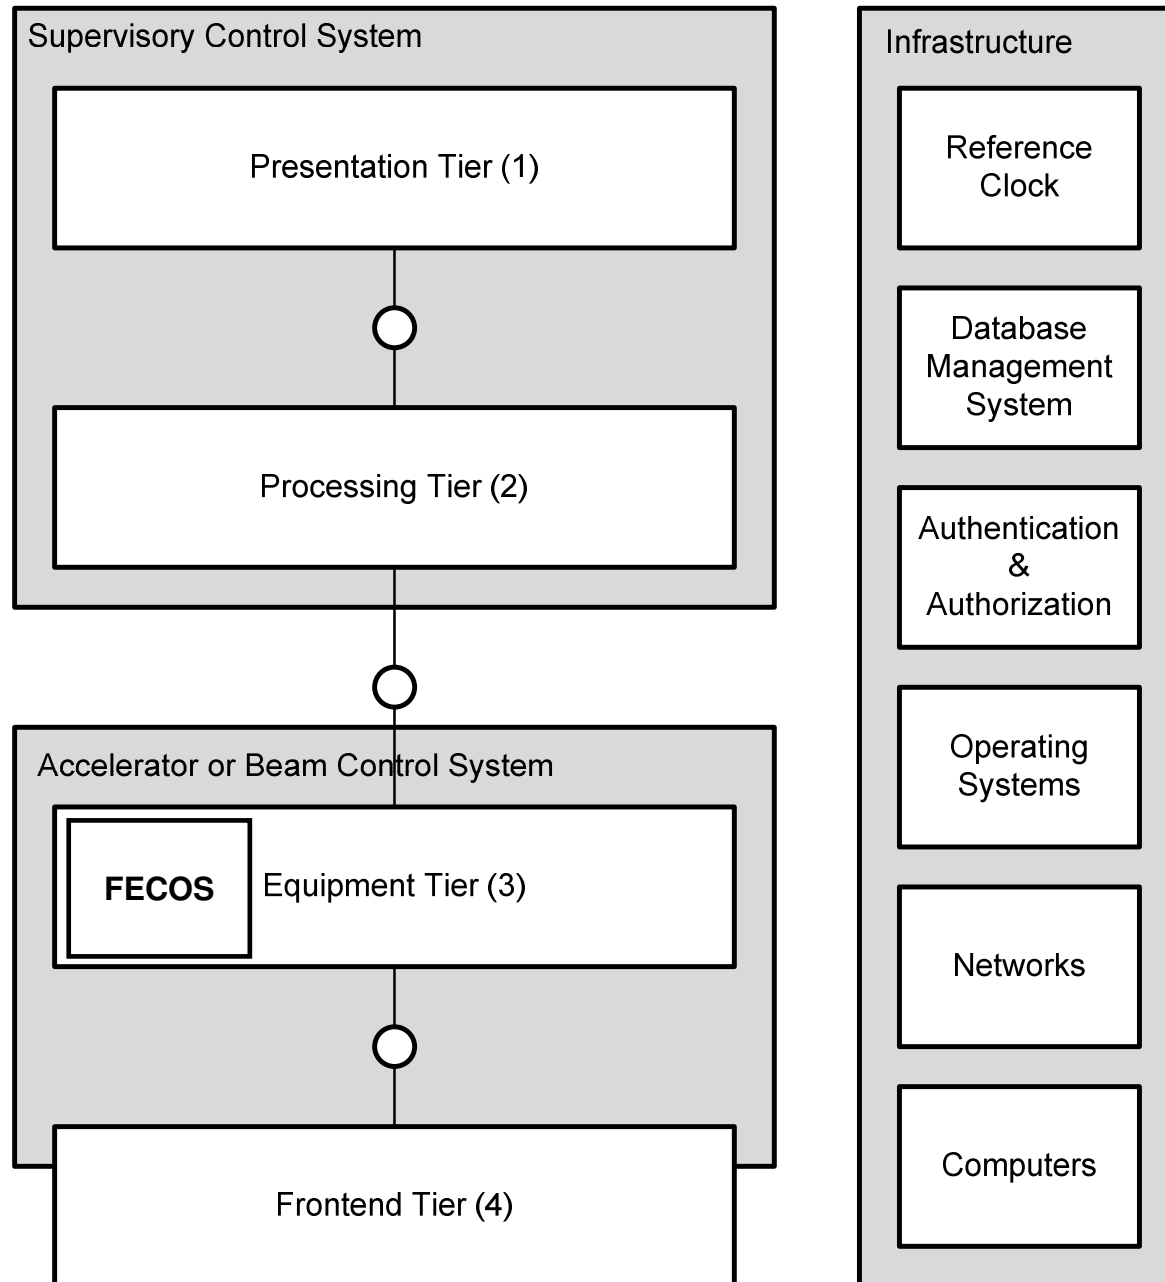 Supervisory Control System
Presentation Tier (1)
Processing Tier (2)
Accelerator or Beam Control System
FECOS
Equipment Tier (3)
Frontend Tier (4)
Infrastructure
Reference
Clock
Database
Management
System
Authentication
&
Authorization
Operating
Systems
Networks
Computers